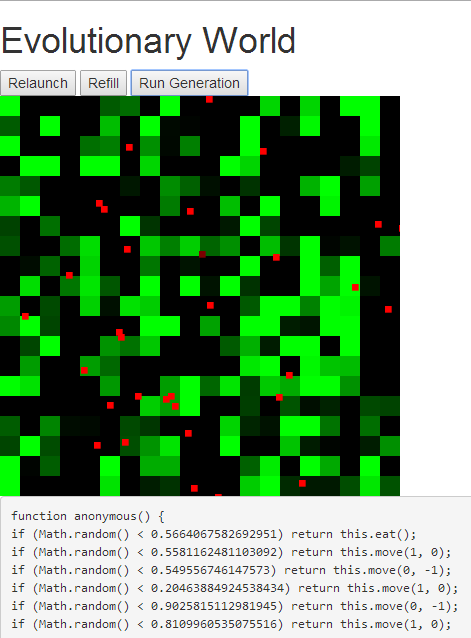 Evolutionary World
Relaunch Refill Run Generation
function anonymous() {
if (Math.random() < 0.5664067582692951) return this.eat();
if (Math.random() < 0.5581162481103092) return this.move(1, 0);
if (Math.random() < 0.549556746147573) return this.move(0, -1);
if (Math.random() < 0.20463884924538434) return this.move(1, 0);
if (Math.random() < 0.9025815112981945) return this.move(0, -1);
if (Math.random() < 0.8109960535075516) return this.move(1, 0);